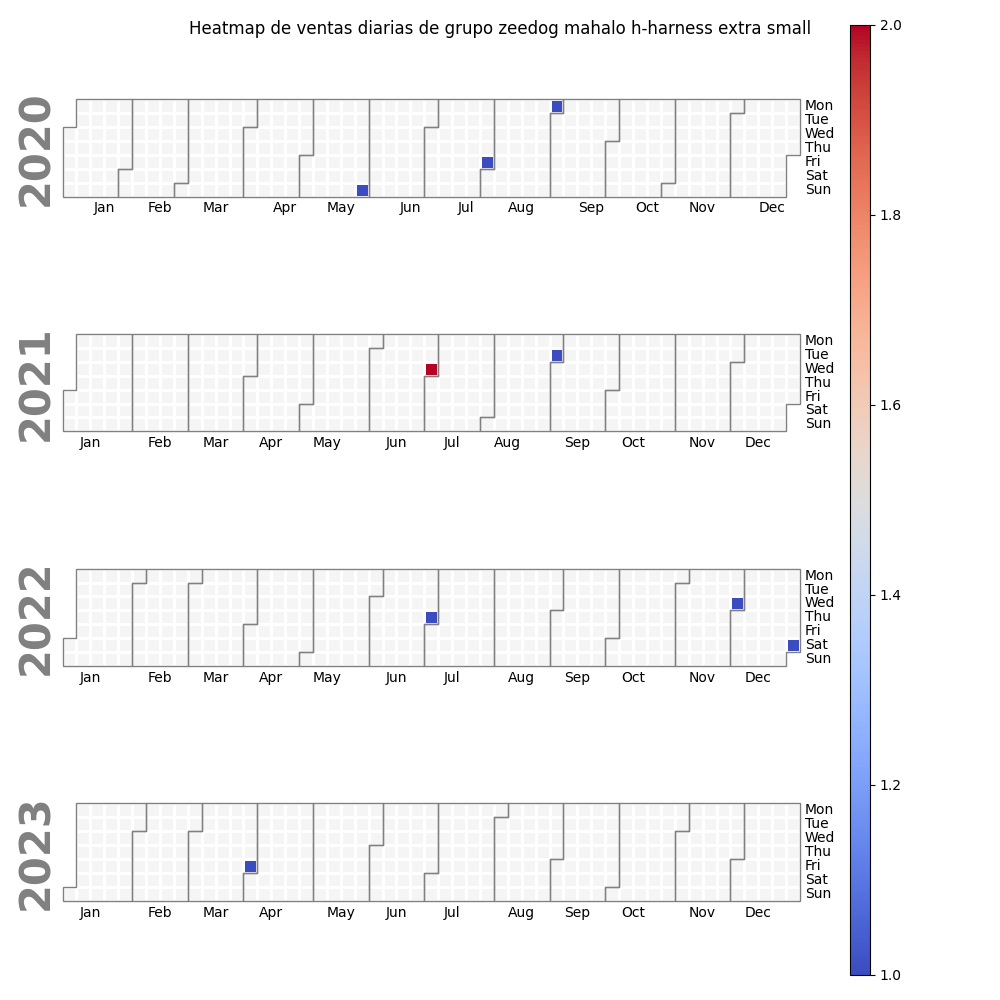 Heatmap de ventas diarias de grupo zeedog mahalo h-harness extra small
2020
Mon
Tue
Wed
Thu
Fri
Sat
Sun
Jan Feb Mar Apr May Jun Jul Aug Sep Oct Nov Dec
2021
Mon
Tue
Wed
Thu
Fri
Sat
Sun
Jan Feb Mar Apr May Jun Jul Aug Sep Oct Nov Dec
2022
Mon
Tue
Wed
Thu
Fri
Sat
Sun
Jan Feb Mar Apr May Jun Jul Aug Sep Oct Nov Dec
2023
Mon
Tue
Wed
Thu
Fri
Sat
Sun
Jan Feb Mar Apr May Jun Jul Aug Sep Oct Nov Dec
2.0
1.8
1.6
1.4
1.2
1.0